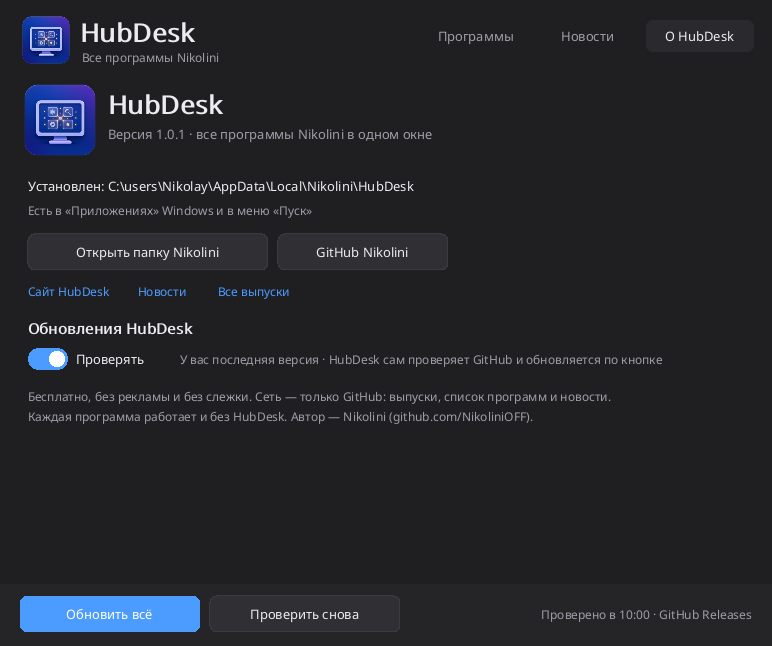 HubDesk
Все программы Nikolini
Программы
Новости
О HubDesk
HubDesk
Версия 1.0.1 · все программы Nikolini в одном окне
Установлен: C:\users\Nikolay\AppData\Local\Nikolini\HubDesk
Есть в «Приложениях» Windows и в меню «Пуск»
Открыть папку Nikolini
GitHub Nikolini
Сайт HubDesk
Новости
Все выпуски
Обновления HubDesk
Проверять
У вас последняя версия · HubDesk сам проверяет GitHub и обновляется по кнопке
Бесплатно, без рекламы и без слежки. Сеть — только GitHub: выпуски, список программ и новости.
Каждая программа работает и без HubDesk. Автор — Nikolini (github.com/NikoliniOFF).
Обновить всё
Проверить снова
Проверено в 10:00 · GitHub Releases